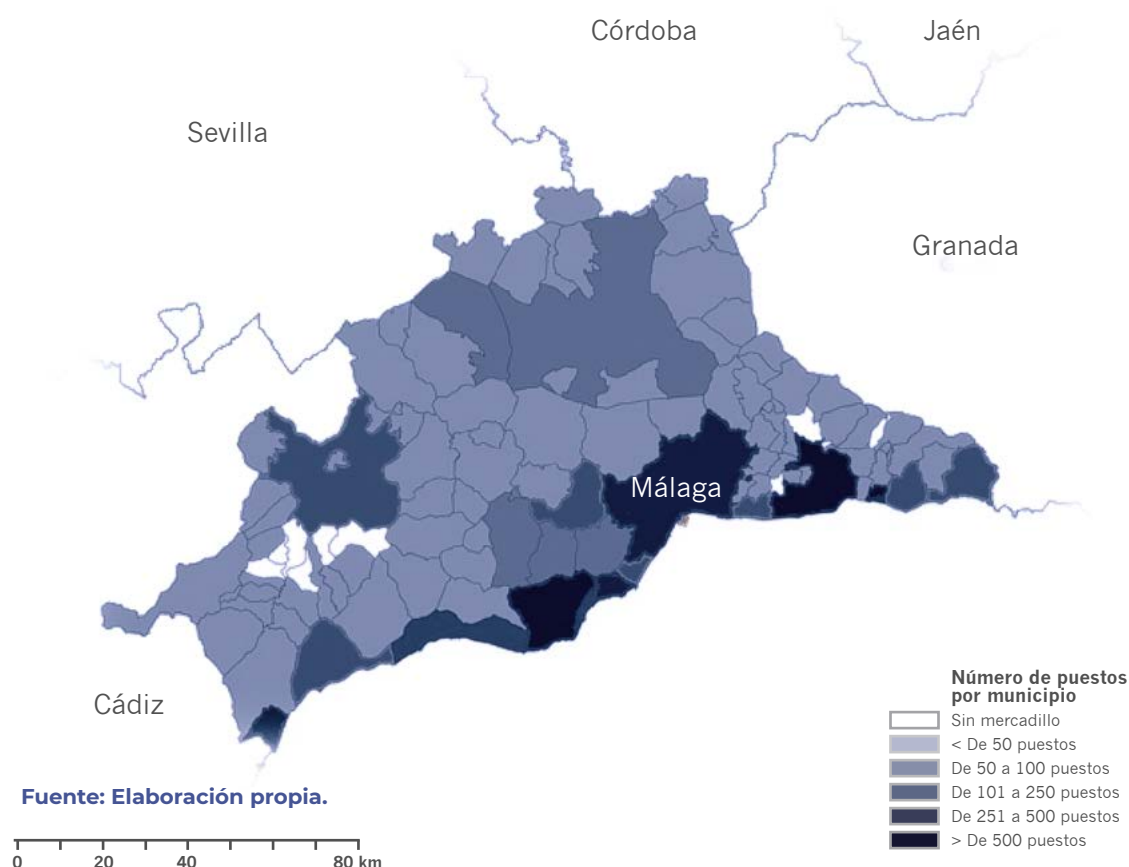 Córdoba
Jaén
Sevilla
Granada
Málaga
Cádiz
Número de puestos
por municipio
Sin mercadillo
< De 50 puestos
De 50 a 100 puestos
De 101 a 250 puestos
De 251 a 500 puestos
> De 500 puestos
Fuente: Elaboración propia.
0 20 40 80 km